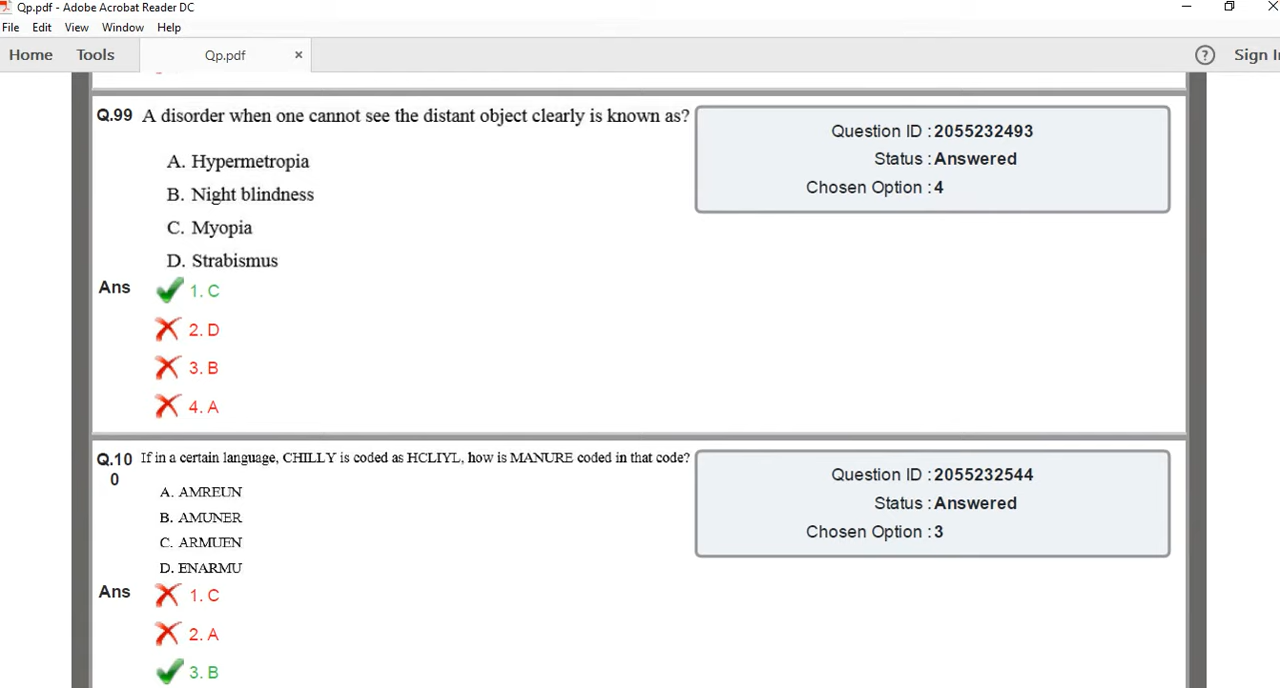 Qp.pdf - Adobe Acrobat Reader DC
File Edit View Window Help
Home Tools Qp.pdf × ? Sign In
Q.99 A disorder when one cannot see the distant object clearly is known as?
A. Hypermetropia
B. Night blindness
C. Myopia
D. Strabismus
Question ID : 2055232493
Status : Answered
Chosen Option : 4
Ans
1. C
2. D
3. B
4. A
Q.10
0
If in a certain language, CHILLY is coded as HCLIYL, how is MANURE coded in that code?
A. AMREUN
B. AMUNER
C. ARMUEN
D. ENARMU
Question ID : 2055232544
Status : Answered
Chosen Option : 3
Ans
1. C
2. A
3. B